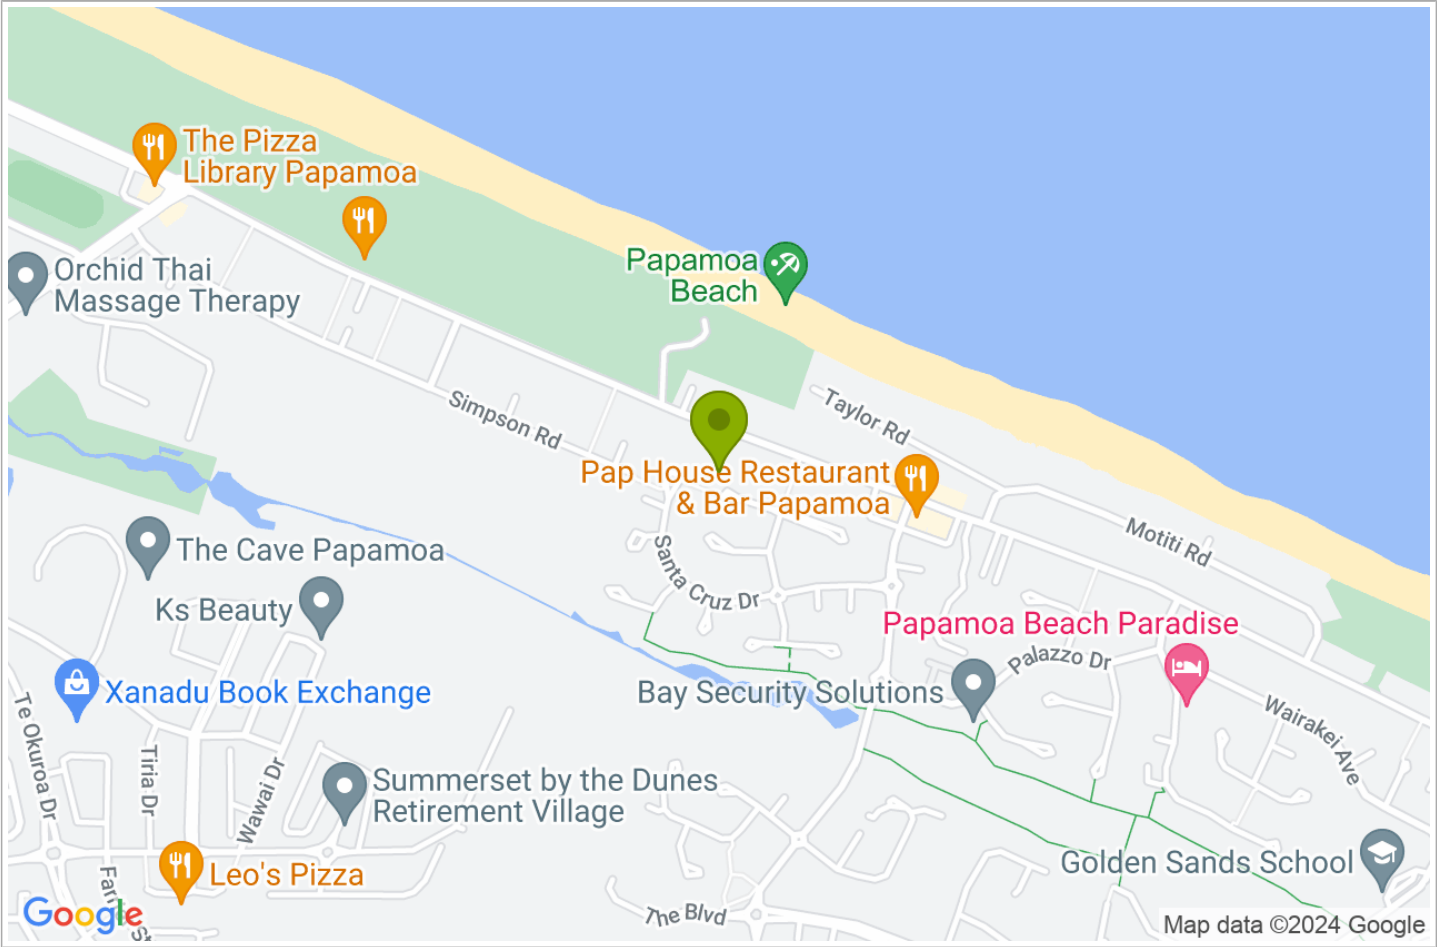 The Pizza
Library Papamoa
Orchid Thai
Massage Therapy
Papamoa
Beach
Simpson Rd
Taylor Rd
Pap House Restaurant
& Bar Papamoa
Motiti Rd
The Cave Papamoa
Santa Cruz Dr
Ks Beauty
Papamoa Beach Paradise
Palazzo Dr
Xanadu Book Exchange
Bay Security Solutions
Te Okuroa Dr
Tiria Dr
Wawai Dr
Wairakei Ave
Summerset by the Dunes
Retirement Village
Golden Sands School
Leo's Pizza
The Blvd
Google
Map data ©2024 Google